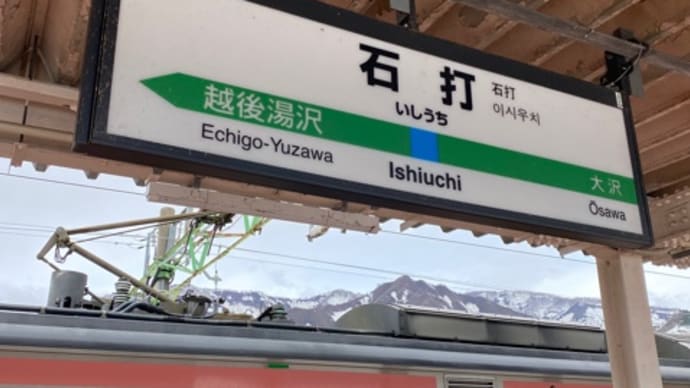 石打
いしうち
石打
이시우치
越後湯沢
Echigo-Yuzawa
Ishiuchi
大沢
Ōsawa